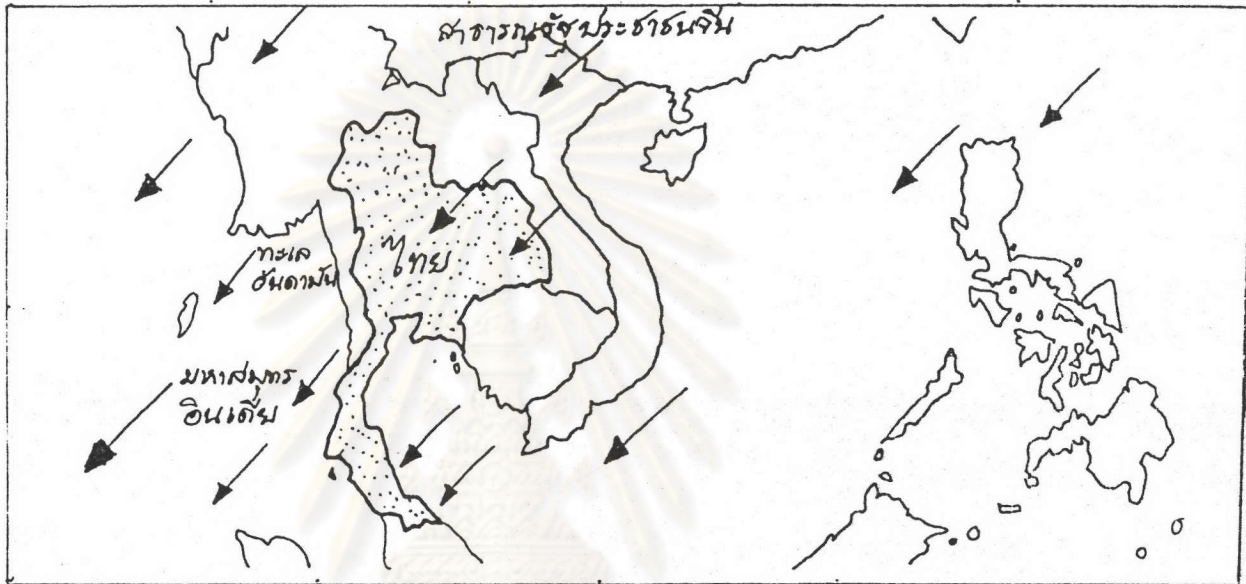 สาธารณรัฐประชาชนจีน
ไทย
ทะเล
อันดามัน
มหาสมุทร
อินเดีย